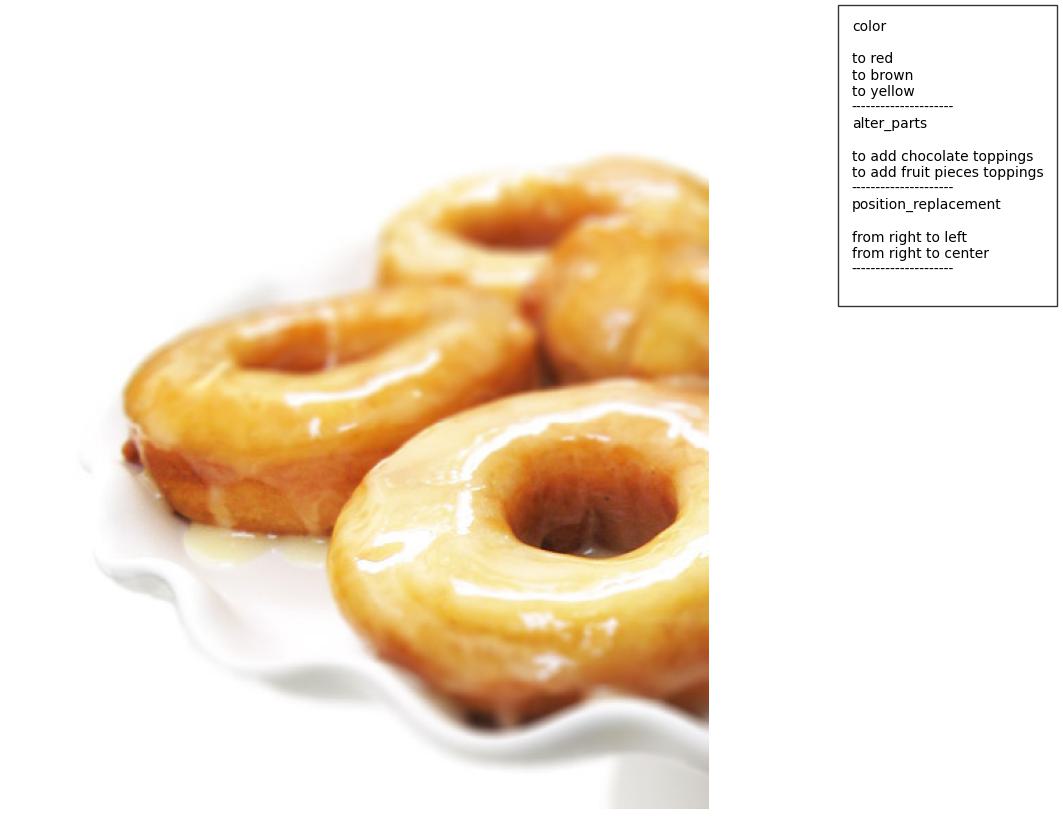 color
to red
to brown
to yellow
---------------------
alter_parts
to add chocolate toppings
to add fruit pieces toppings
---------------------
position_replacement
from right to left
from right to center
---------------------